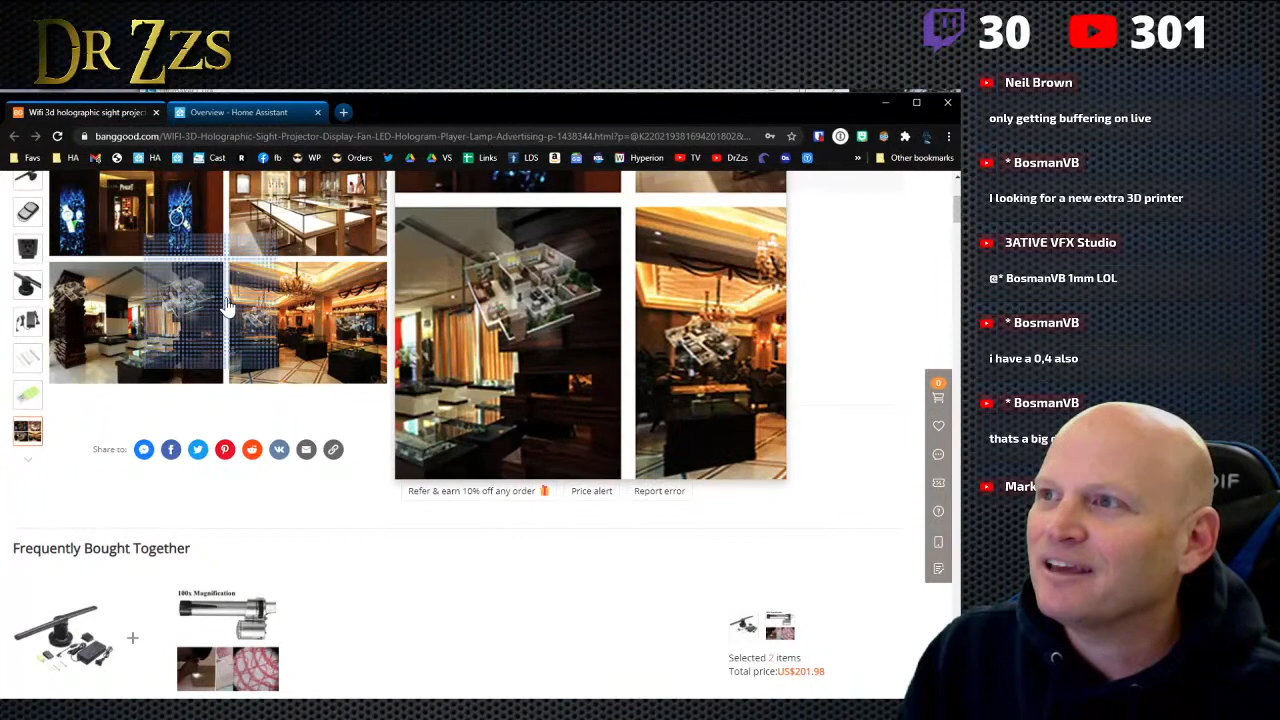 DR ZZS
30
301
Wifi 3d holographic sight projec
Overview - Home Assistant
banggood.com/WIFI-3D-Holographic-Sight-Projector-Display-Fan-LED-Hologram-Player-Lamp-Advertising-p-1438344.html?p=@K220219381694201802&...
Favs
HA
HA
Cast
fb
WP
Orders
VS
Links
LDS
Hyperion
TV
DrZzs
»
Other bookmarks
Neil Brown
only getting buffering on live
* BosmanVB
I looking for a new extra 3D printer
3ATIVE VFX Studio
@* BosmanVB 1mm LOL
* BosmanVB
i have a 0,4 also
* BosmanVB
thats a big
Mark
0
Share to:
Refer & earn 10% off any order
Price alert
Report error
Frequently Bought Together
100x Magnification
+
Selected 2 items
Total price:US$201.98